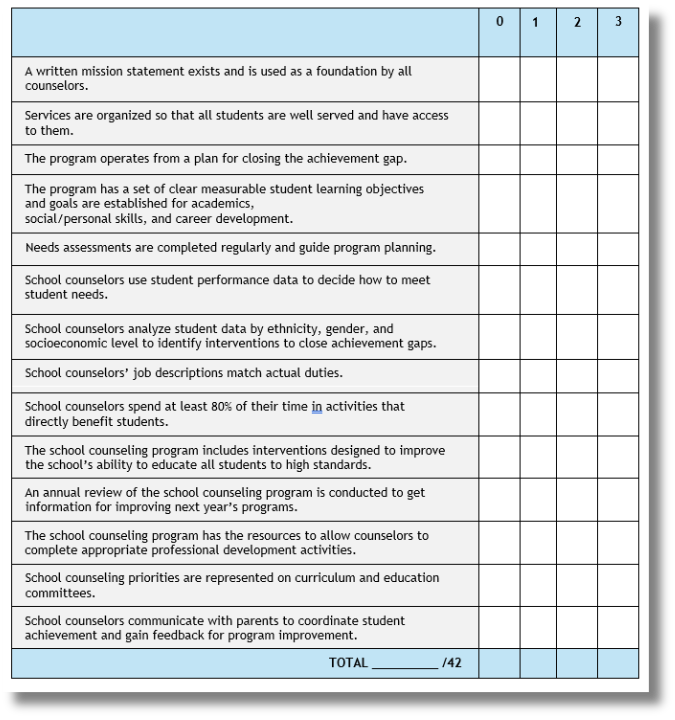 0 1 2 3
A written mission statement exists and is used as a foundation by all
counselors.
Services are organized so that all students are well served and have access
to them.
The program operates from a plan for closing the achievement gap.
The program has a set of clear measurable student learning objectives
and goals are established for academics,
social/personal skills, and career development.
Needs assessments are completed regularly and guide program planning.
School counselors use student performance data to decide how to meet
student needs.
School counselors analyze student data by ethnicity, gender, and
socioeconomic level to identify interventions to close achievement gaps.
School counselors’ job descriptions match actual duties.
School counselors spend at least 80% of their time in activities that
directly benefit students.
The school counseling program includes interventions designed to improve
the school’s ability to educate all students to high standards.
An annual review of the school counseling program is conducted to get
information for improving next year’s programs.
The school counseling program has the resources to allow counselors to
complete appropriate professional development activities.
School counseling priorities are represented on curriculum and education
committees.
School counselors communicate with parents to coordinate student
achievement and gain feedback for program improvement.
TOTAL __________ /42